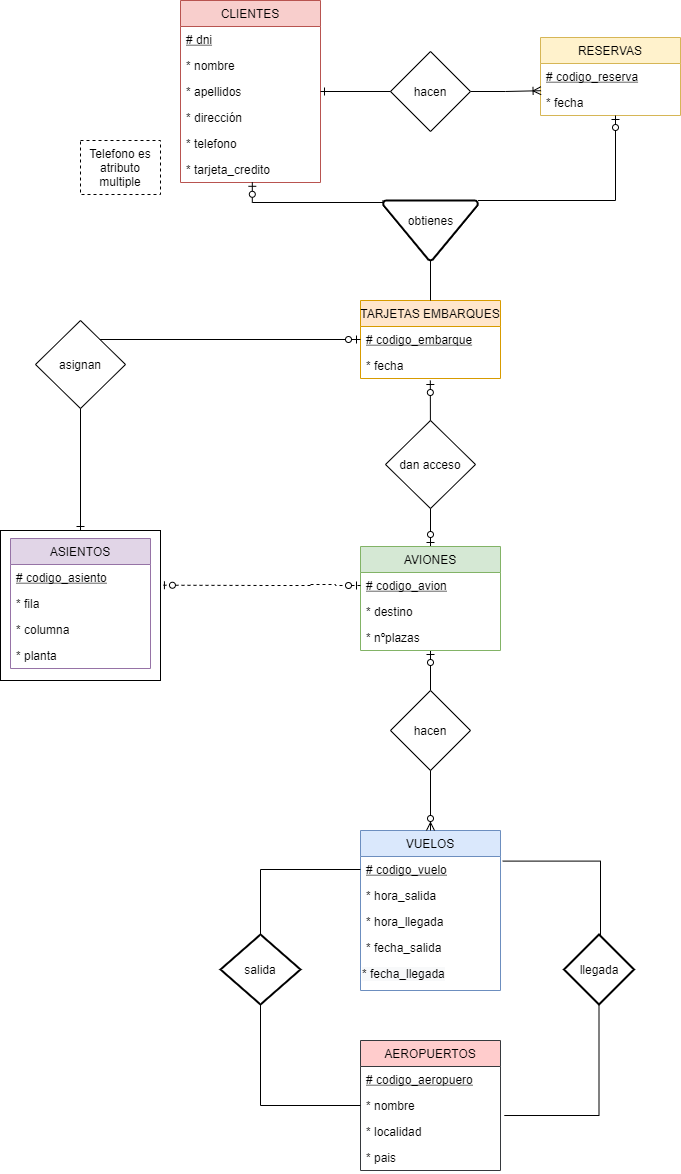 CLIENTES
# dni
* nombre
* apellidos
* dirección
* telefono
* tarjeta_credito
hacen
RESERVAS
# codigo_reserva
* fecha
Telefono es
atributo
multiple
obtienes
TARJETAS EMBARQUES
# codigo_embarque
* fecha
asignan
dan acceso
ASIENTOS
# codigo_asiento
* fila
* columna
* planta
AVIONES
# codigo_avion
* destino
* nºplazas
hacen
VUELOS
# codigo_vuelo
* hora_salida
* hora_llegada
* fecha_salida
* fecha_llegada
salida
llegada
AEROPUERTOS
# codigo_aeropuero
* nombre
* localidad
* pais